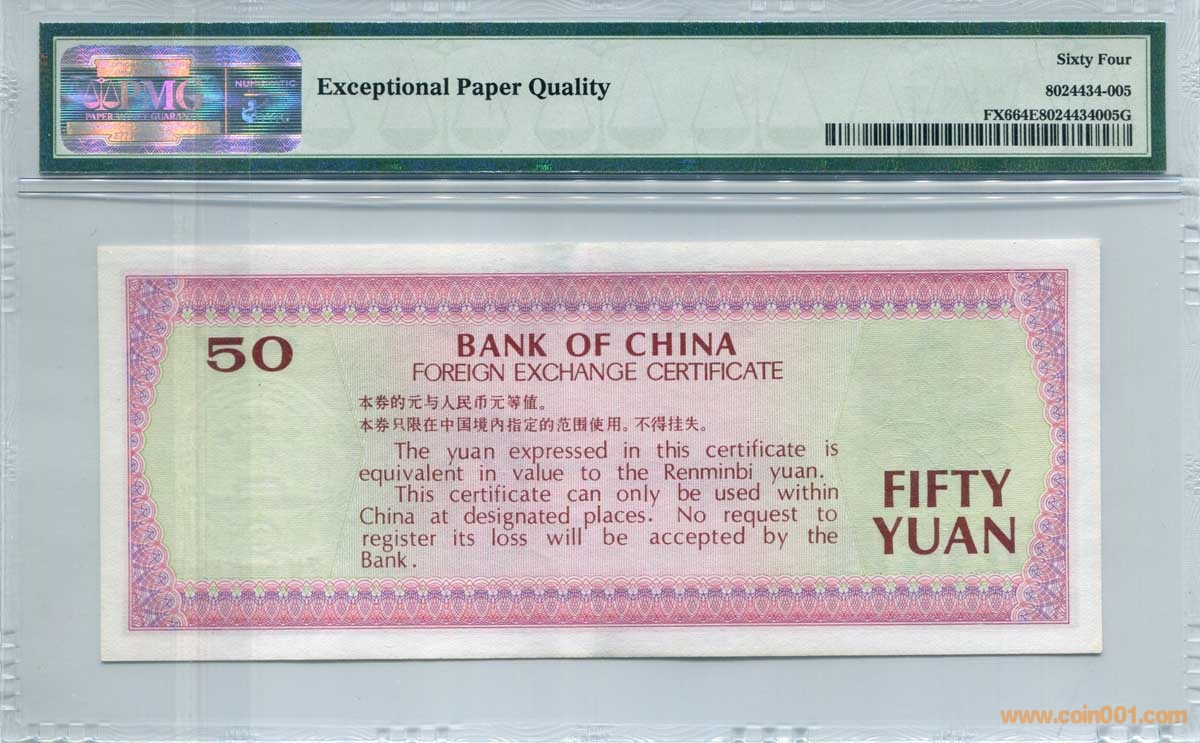 Exceptional Paper Quality
Sixty Four
8024434-005
FX664E8024434005G
PMG
NUMISMATIC
PAPER MONEY GUARANTY
50
BANK OF CHINA
FOREIGN EXCHANGE CERTIFICATE
本券的元与人民币元等值。
本券只限在中国境内指定的范围使用。不得挂失。
The yuan expressed in this certificate is
equivalent in value to the Renminbi yuan.
This certificate can only be used within
China at designated places. No request to
register its loss will be accepted by the
Bank.
FIFTY
YUAN
www.coin001.com